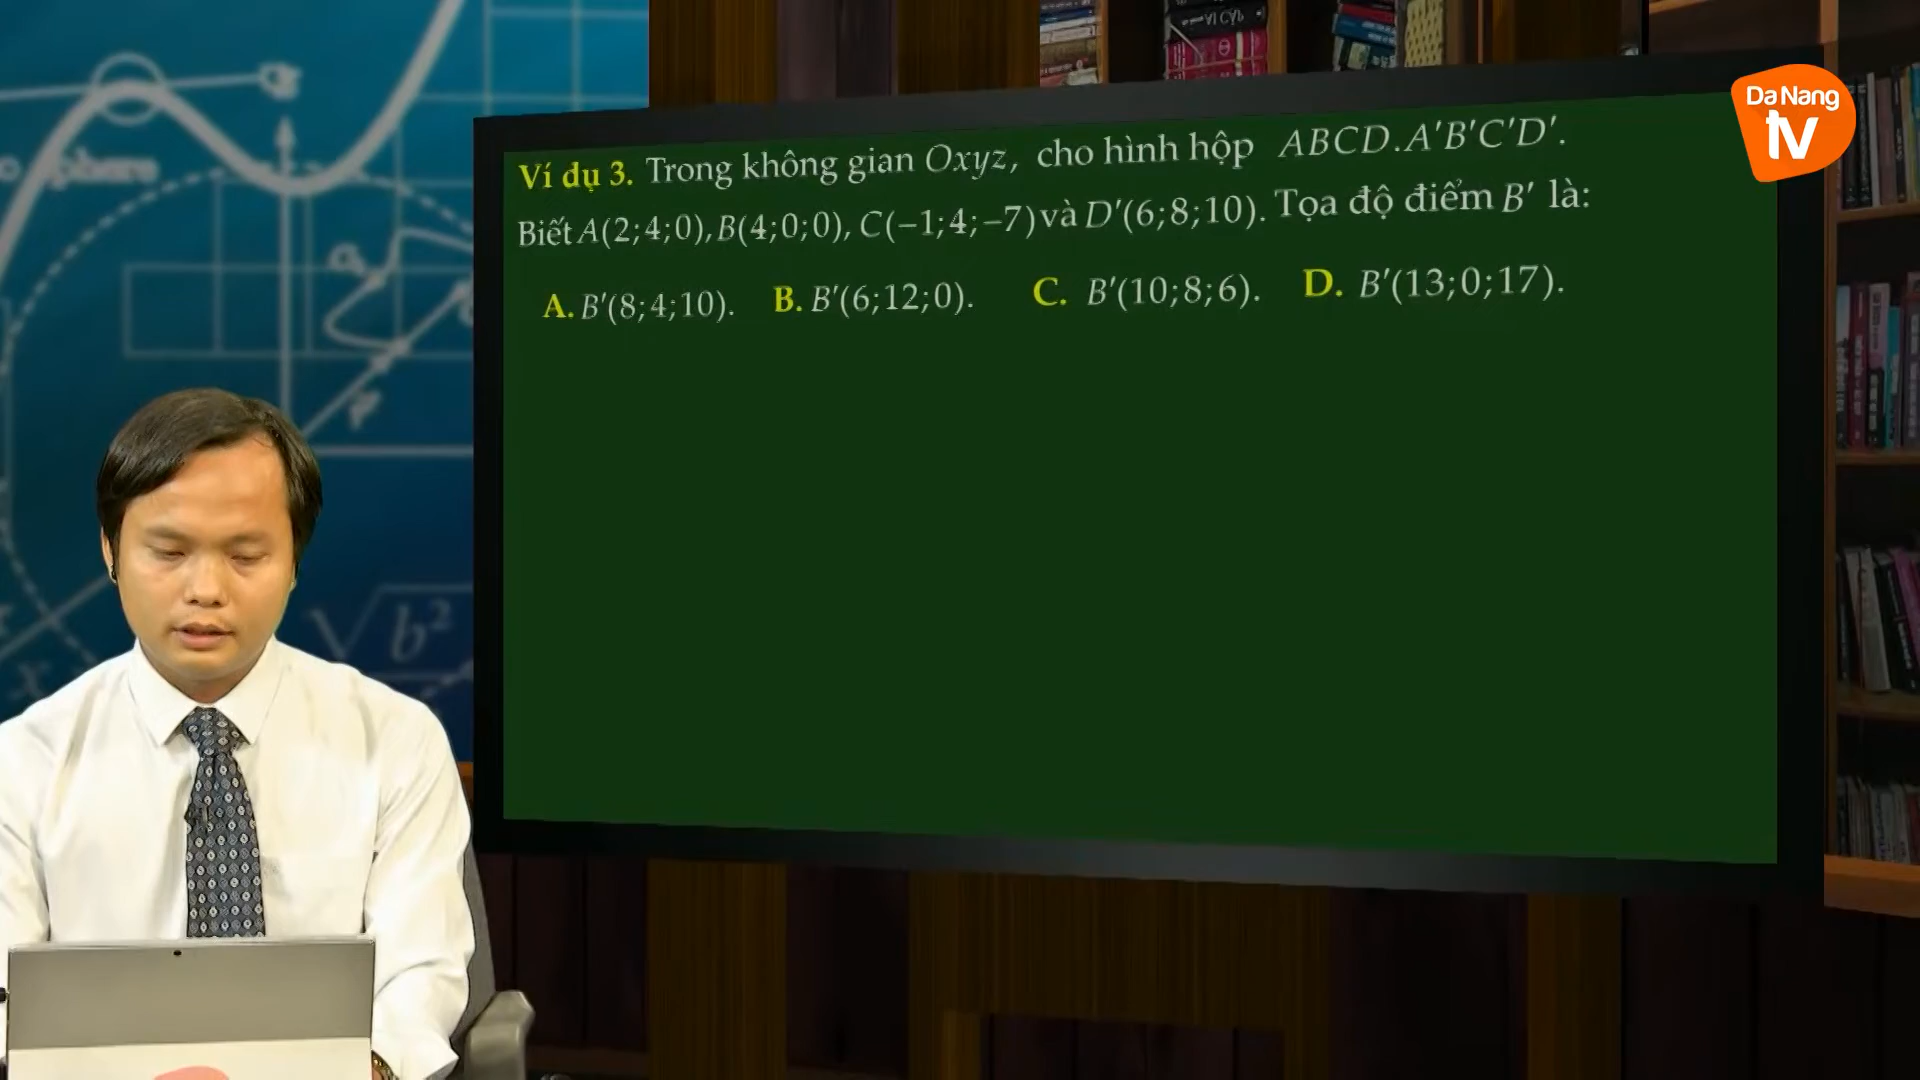 Da Nang
tv
Ví dụ 3. Trong không gian Oxyz, cho hình hộp ABCD.A'B'C'D'.
Biết A(2;4;0), B(4;0;0), C(−1;4;−7) và D'(6;8;10). Tọa độ điểm B' là:
A. B'(8;4;10). B. B'(6;12;0). C. B'(10;8;6). D. B'(13;0;17).
√b²